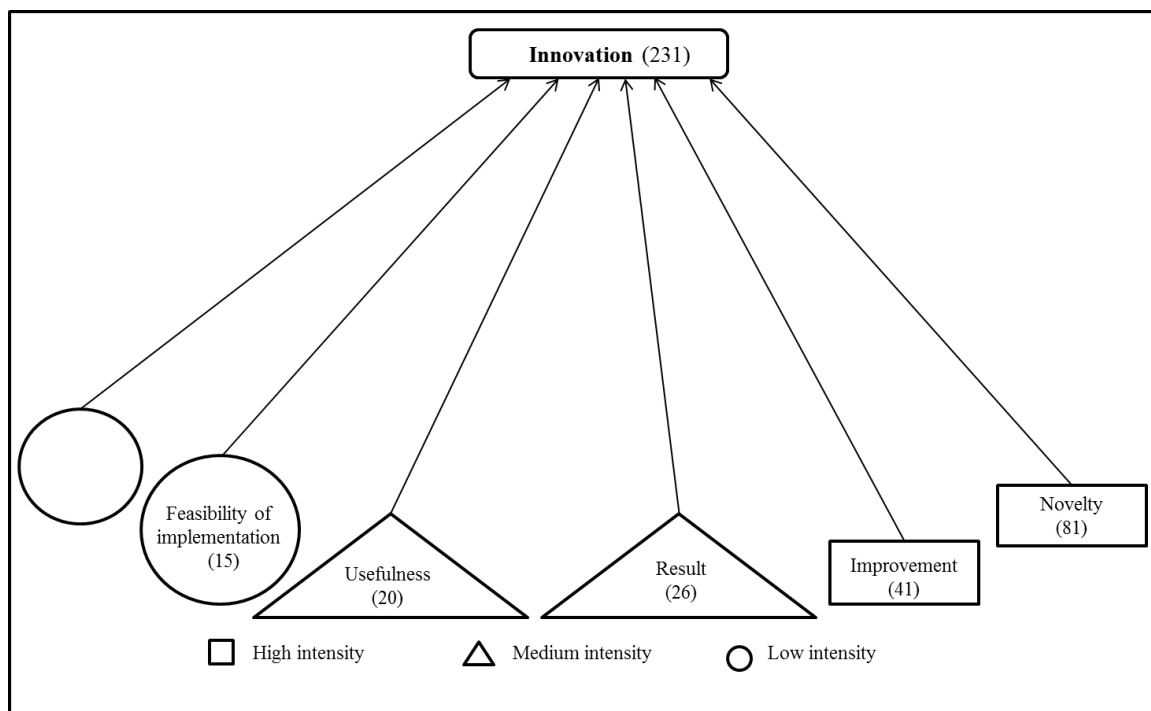 Innovation (231)
Feasibility of
implementation
(15)
Usefulness
(20)
Result
(26)
Improvement
(41)
Novelty
(81)
High intensity
Medium intensity
Low intensity